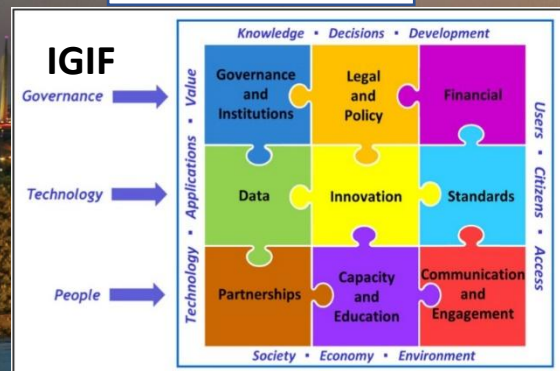 Knowledge • Decisions • Development
IGIF
Governance
Technology
People
Technology • Applications • Value
Governance
and
Institutions
Legal
and
Policy
Financial
Data
Innovation
Standards
Partnerships
Capacity
and
Education
Communication
and
Engagement
Users • Citizens • Access
Society • Economy • Environment